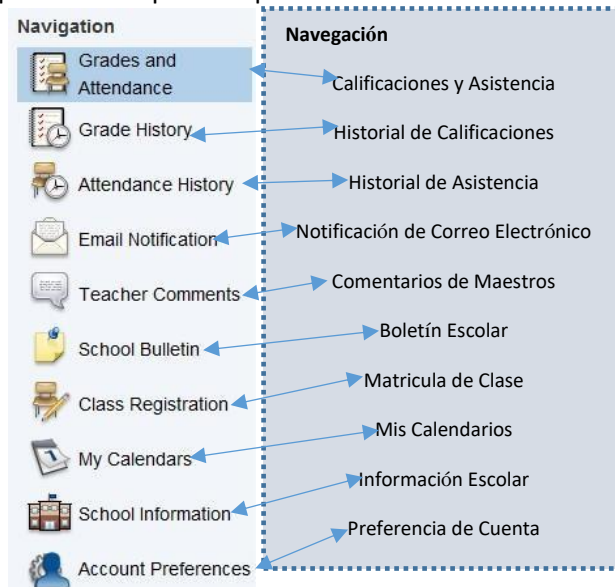 Navigation
Grades and
Attendance
Grade History
Attendance History
Email Notification
Teacher Comments
School Bulletin
Class Registration
My Calendars
School Information
Account Preferences
Navegación
Calificaciones y Asistencia
Historial de Calificaciones
Historial de Asistencia
Notificación de Correo Electrónico
Comentarios de Maestros
Boletín Escolar
Matricula de Clase
Mis Calendarios
Información Escolar
Preferencia de Cuenta